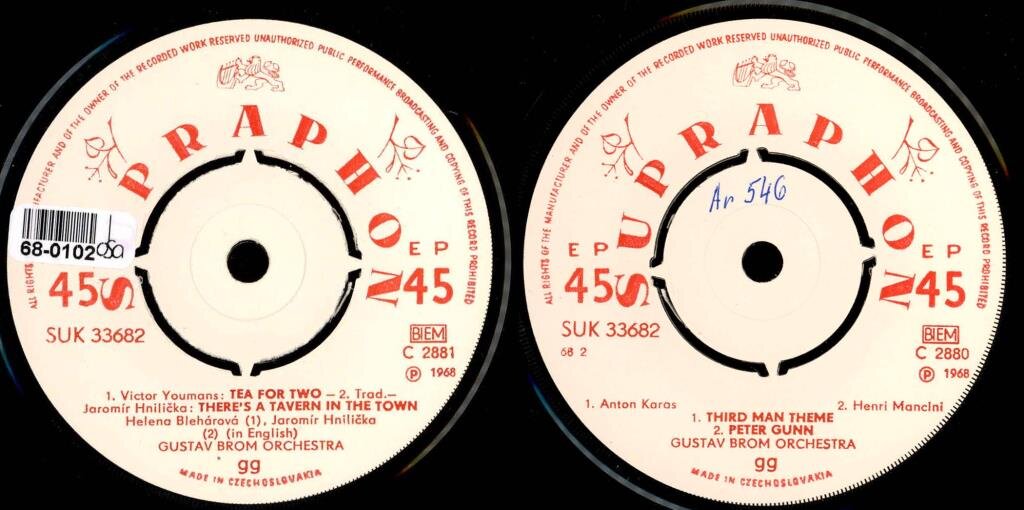 MANUFACTURER AND OF THE OWNER OF THE RECORDED WORK RESERVED UNAUTHORIZED PUBLIC PERFORMANCE BROADCASTING AND COPYING OF THIS RECORD PROHIBITED
ALL RIGHTS
SUPRAPHON
68-0102 osa
EP
45 45
SUK 33682
BIEM
C 2881
Ⓟ 1968
1. Victor Youmans: TEA FOR TWO – 2. Trad.–
Jaromír Hnilička: THERE'S A TAVERN IN THE TOWN
Helena Blehárová (1), Jaromír Hnilička
(2) (in English)
GUSTAV BROM ORCHESTRA
gg
MADE IN CZECHOSLOVAKIA
ALL RIGHTS OF THE MANUFACTURER AND OF THE OWNER OF THE RECORDED WORK RESERVED UNAUTHORIZED PUBLIC PERFORMANCE BROADCASTING AND COPYING OF THIS RECORD PROHIBITED
SUPRAPHON
Ar 546
EP EP
45 45
SUK 33682
68 2
BIEM
C 2880
Ⓟ 1968
1. Anton Karas 2. Henri Mancini
1. THIRD MAN THEME
2. PETER GUNN
GUSTAV BROM ORCHESTRA
gg
MADE IN CZECHOSLOVAKIA